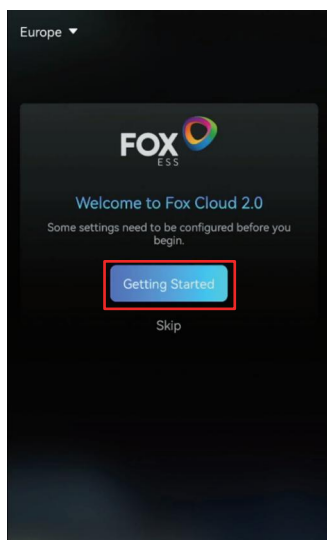 Europe ▼
FOX
ESS
Welcome to Fox Cloud 2.0
Some settings need to be configured before you
begin.
Getting Started
Skip